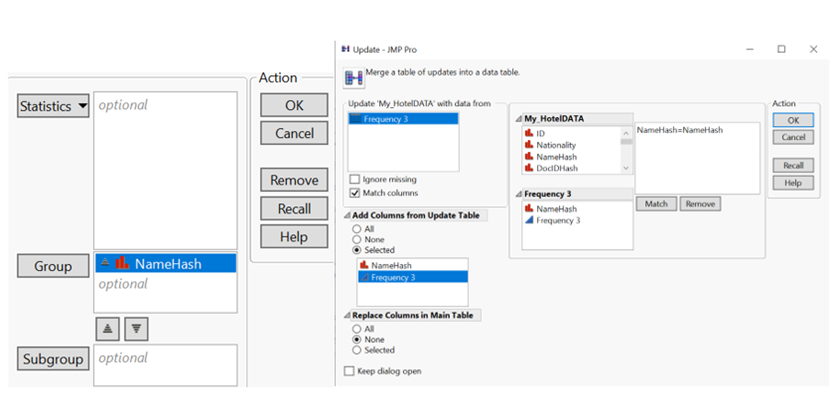 Statistics
optional
Group
NameHash
optional
Subgroup
optional
Action
OK
Cancel
Remove
Recall
Help
Update - JMP Pro
Merge a table of updates into a data table.
Update 'My_HotelDATA' with data from
Frequency 3
Ignore missing
Match columns
Add Columns from Update Table
All
None
Selected
NameHash
Frequency 3
Replace Columns in Main Table
All
None
Selected
Keep dialog open
My_HotelDATA
ID
Nationality
NameHash
DocIDHash
NameHash=NameHash
Frequency 3
NameHash
Frequency 3
Match
Remove
Action
OK
Cancel
Recall
Help